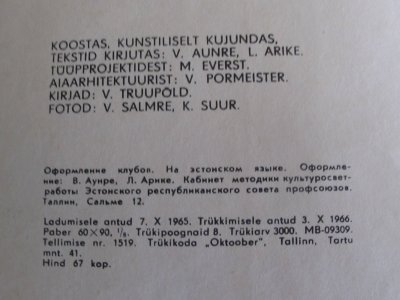 KOOSTAS, KUNSTILISELT KUJUNDAS,
TEKSTID KIRJUTAS: V. AUNRE, L. ARIKE.
TÜÜPPROJEKTIDEST: M. EVERST.
AIAARHITEKTUURIST: V. PORMEISTER.
KIRJAD: V. TRUUPÕLD.
FOTOD: V. SALMRE, K. SUUR.
Оформление клубов. На эстонском языке. Оформле-
ние: В. Аунре, Л. Арике. Кабинет методики культуросвет-
работы Эстонского республиканского совета профсоюзов.
Таллин, Сальме 12.
Ladumisele antud 7. X 1965. Trükkimisele antud 3. X 1966.
Paber 60×90, 1/8. Trükipoognaid 8. Trükiarv 3000. MB-09309.
Tellimise nr. 1519. Trükikoda „Oktoober". Tallinn, Tartu
mnt. 41.
Hind 67 kop.